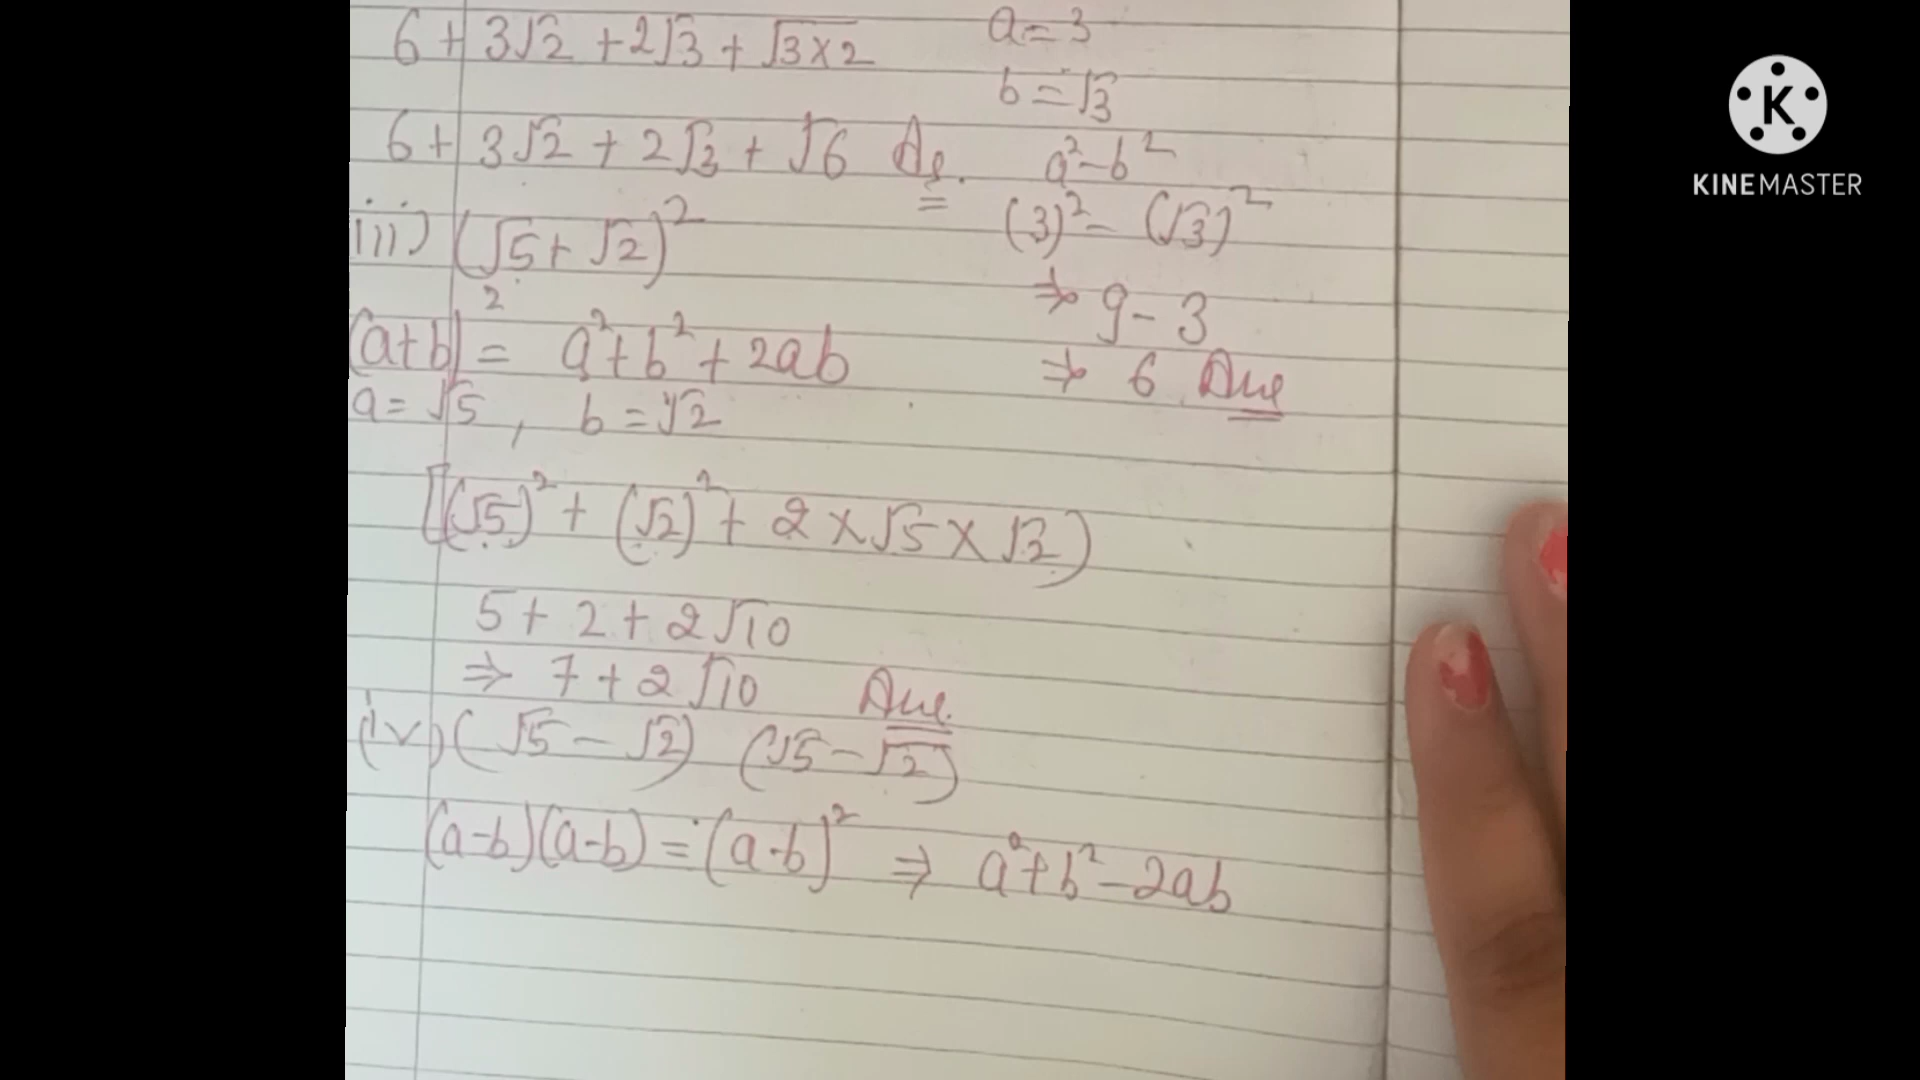 6 + 3√2 + 2√3 + √3×2
6 + 3√2 + 2√3 + √6 As.
a = 3
b = √3
a² - b²
(3)² - (√3)²
⇒ 9 - 3
⇒ 6 Ans
iii) (√5 + √2)²
(a+b)² = a² + b² + 2ab
a = √5 , b = √2
[(√5)² + (√2)² + 2 × √5 × √2)
5 + 2 + 2√10
⇒ 7 + 2√10 Ans.
(iv) (√5 - √2) (√5 - √2)
(a-b)(a-b) = (a-b)² ⇒ a² + b² - 2ab
K
KINEMASTER